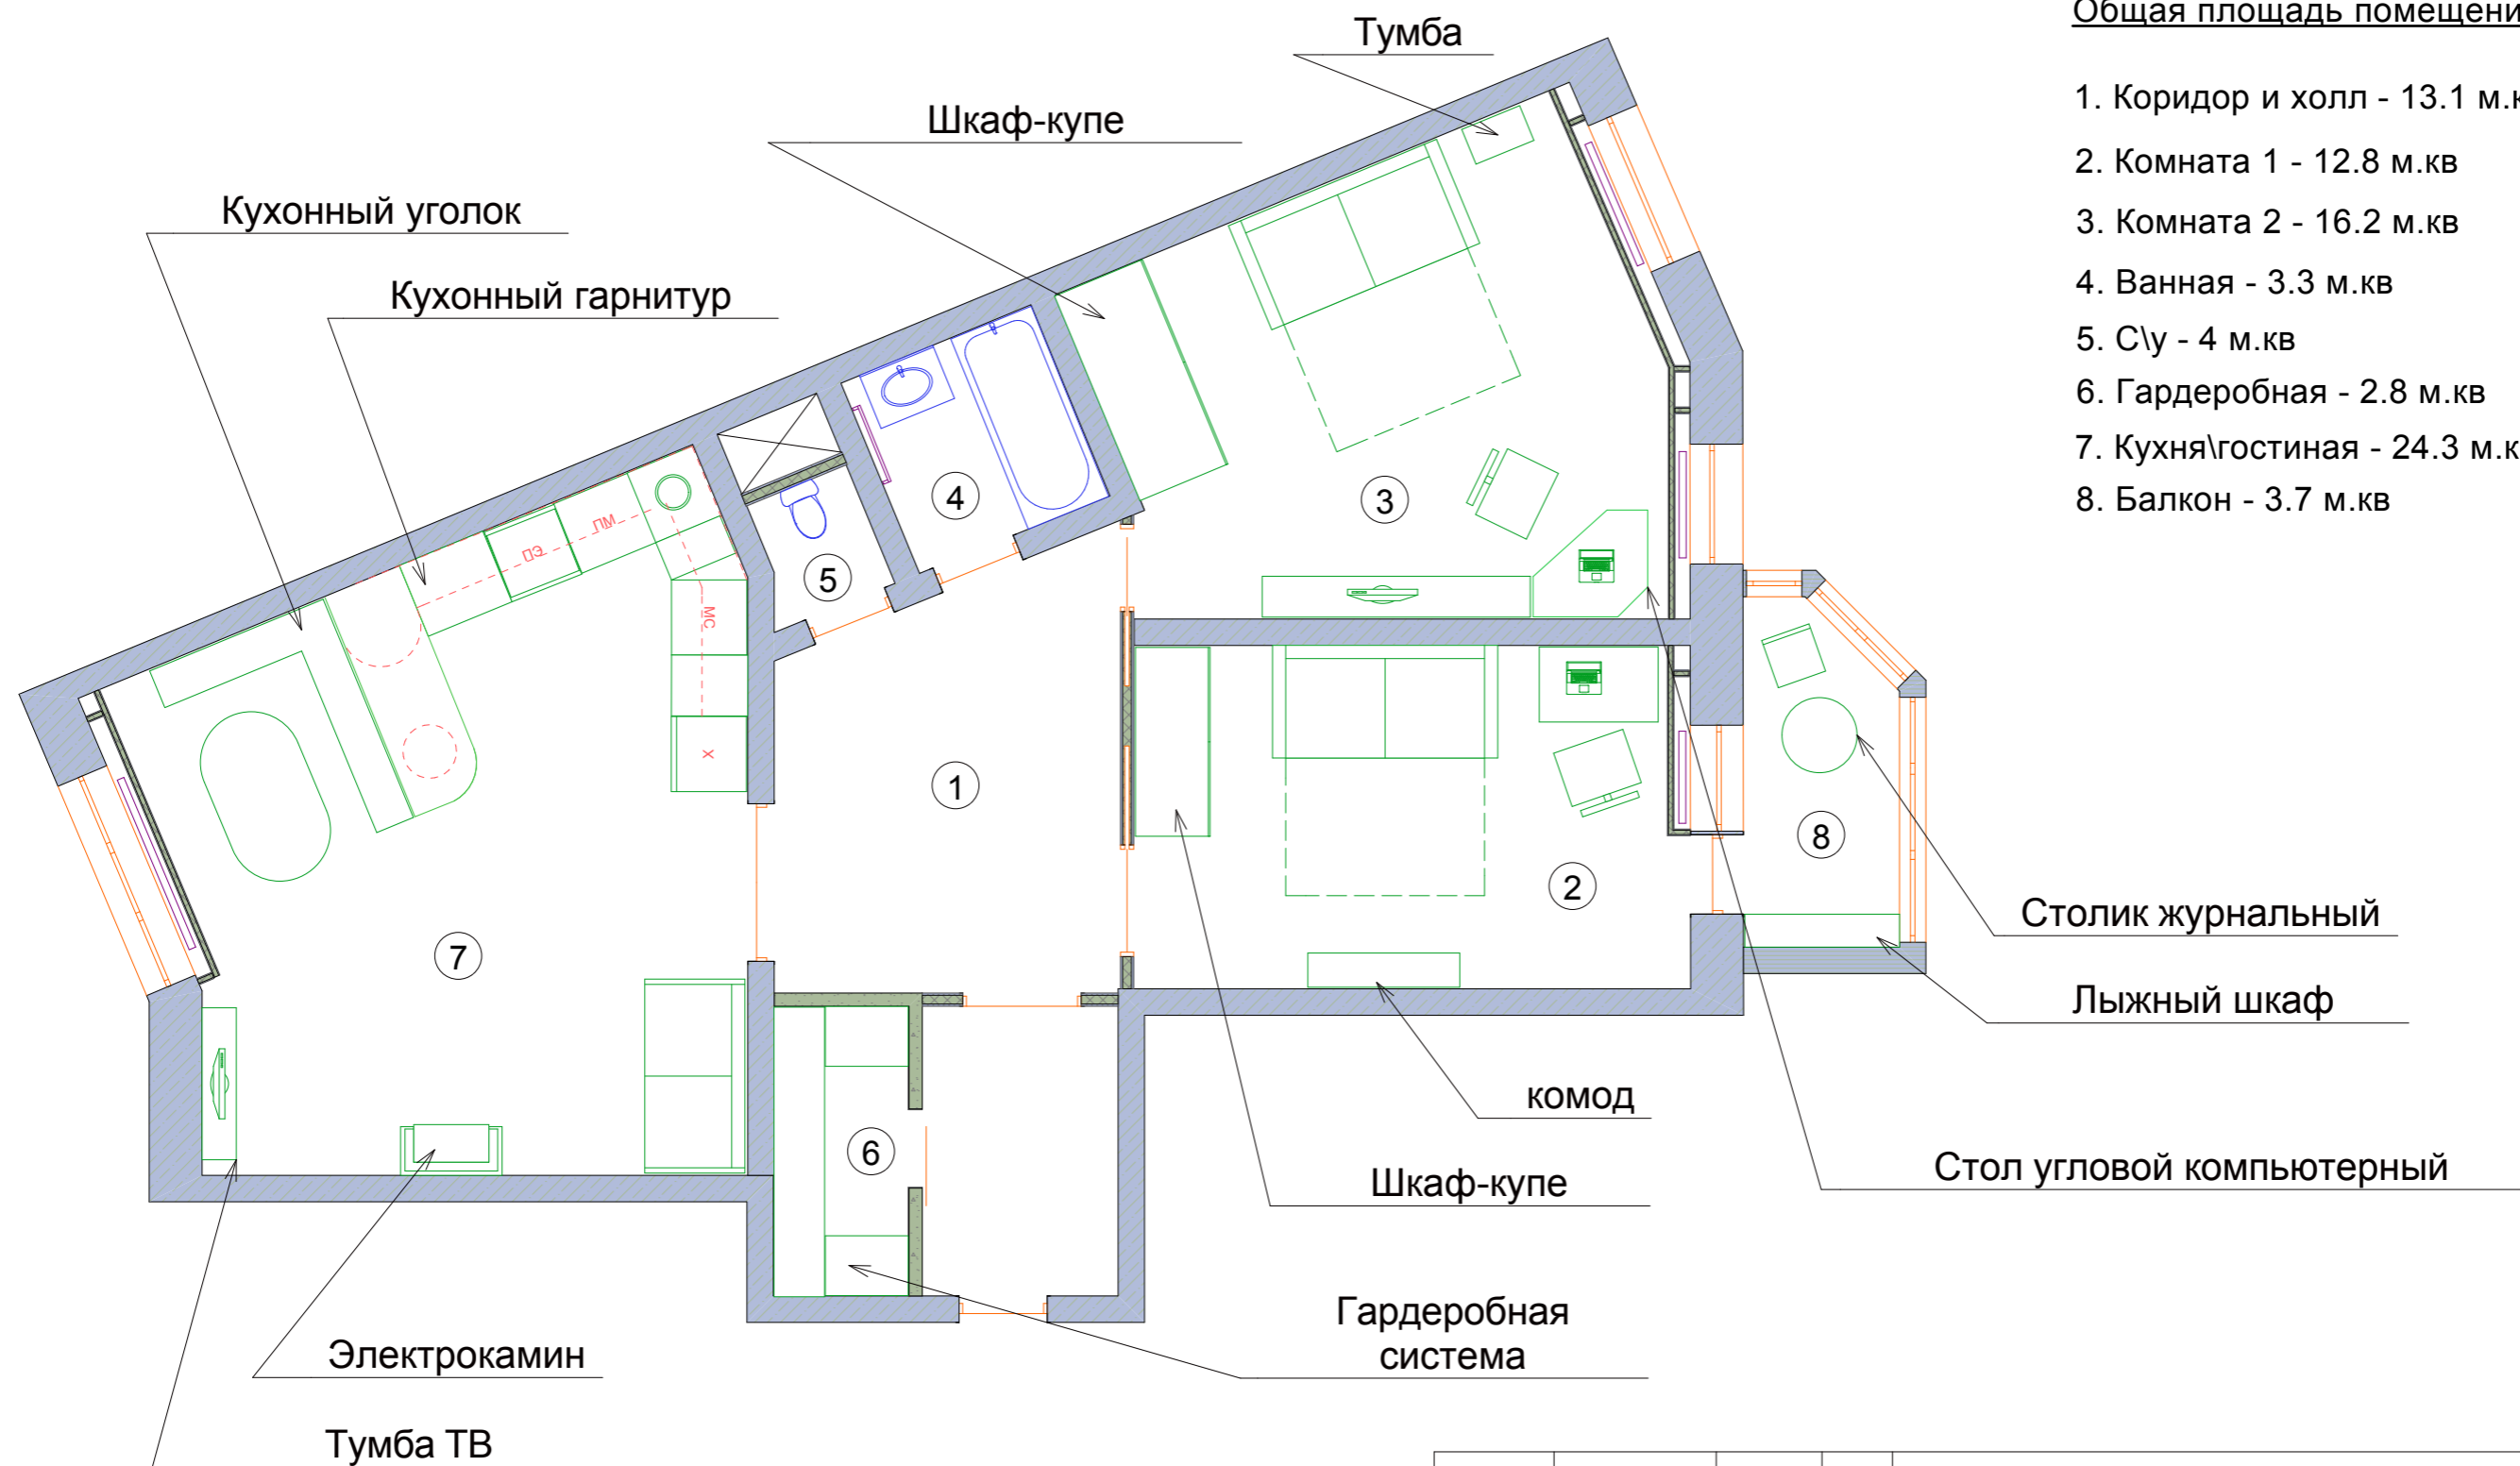 Общая площадь помещени
1. Коридор и холл - 13.1 м.к
2. Комната 1 - 12.8 м.кв
3. Комната 2 - 16.2 м.кв
4. Ванная - 3.3 м.кв
5. С\у - 4 м.кв
6. Гардеробная - 2.8 м.кв
7. Кухня\гостиная - 24.3 м.к
8. Балкон - 3.7 м.кв
Тумба
Шкаф-купе
Кухонный уголок
Кухонный гарнитур
ПМ
ПЭ
МС
Х
4
3
5
1
8
2
7
6
Столик журнальный
Лыжный шкаф
комод
Стол угловой компьютерный
Шкаф-купе
Гардеробная
система
Электрокамин
Тумба ТВ